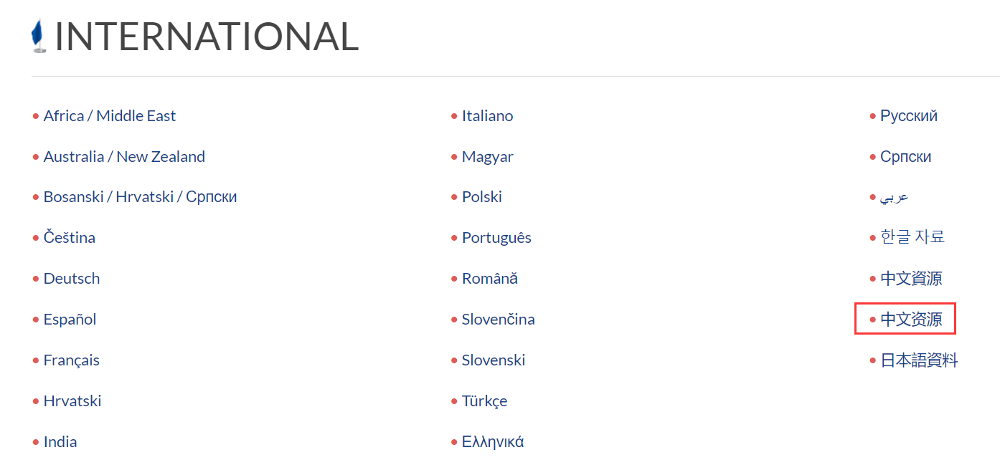 INTERNATIONAL
Africa / Middle East
Australia / New Zealand
Bosanski / Hrvatski / Српски
Čeština
Deutsch
Español
Français
Hrvatski
India
Italiano
Magyar
Polski
Português
Română
Slovenčina
Slovenski
Türkçe
Ελληνικά
Русский
Српски
عربي
한글 자료
中文資源
中文资源
日本語資料